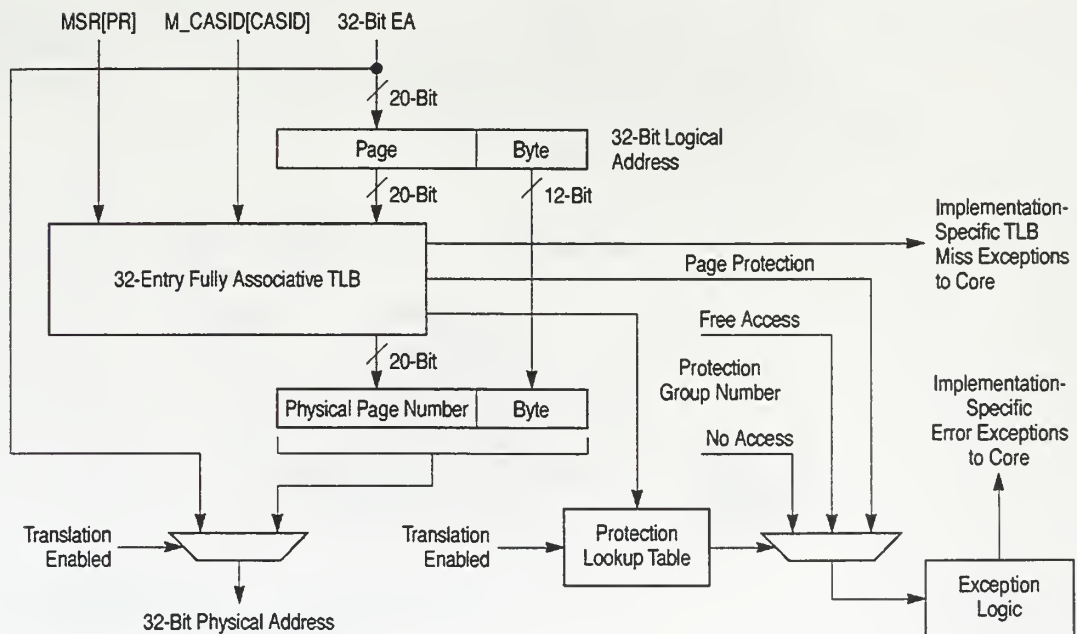 MSR[PR]
M_CASID[CASID]
32-Bit EA
20-Bit
Page
Byte
32-Bit Logical
Address
20-Bit
12-Bit
32-Entry Fully Associative TLB
Implementation-
Specific TLB
Miss Exceptions
to Core
Page Protection
Free Access
20-Bit
Protection
Group Number
Physical Page Number
Byte
No Access
Implementation-
Specific
Error Exceptions
to Core
Translation
Enabled
Translation
Enabled
Protection
Lookup Table
Exception
Logic
32-Bit Physical Address